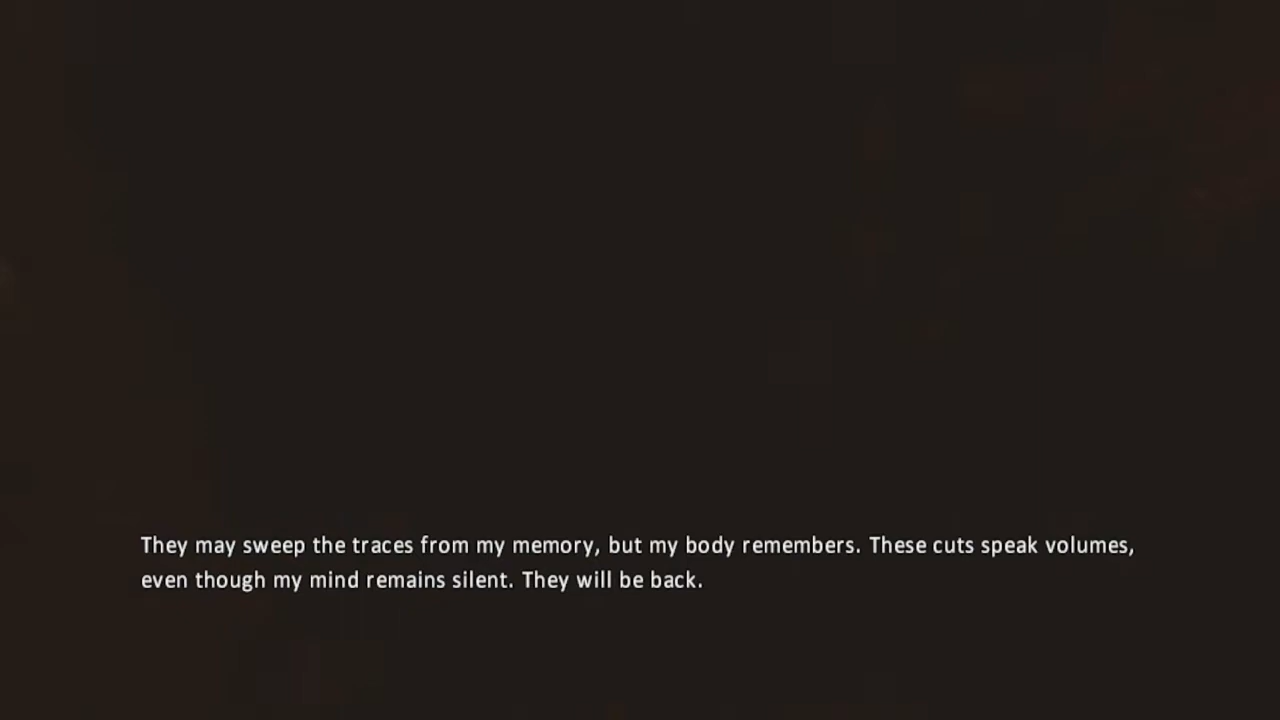 They may sweep the traces from my memory, but my body remembers. These cuts speak volumes,
even though my mind remains silent. They will be back.